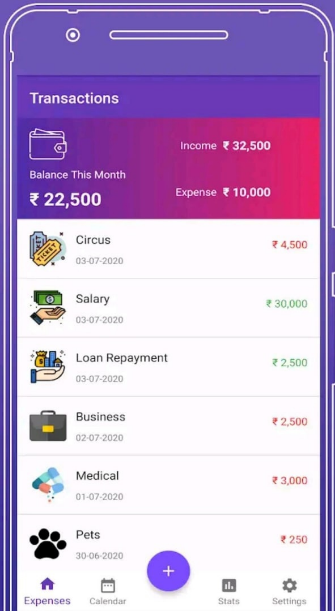 Transactions
Income ₹ 32,500
Balance This Month
₹ 22,500
Expense ₹ 10,000
Circus
₹ 4,500
03-07-2020
Salary
₹ 30,000
03-07-2020
Loan Repayment
₹ 2,500
03-07-2020
Business
₹ 2,500
02-07-2020
Medical
₹ 3,000
01-07-2020
Pets
₹ 250
30-06-2020
+
Expenses Calendar Stats Settings
TICKET